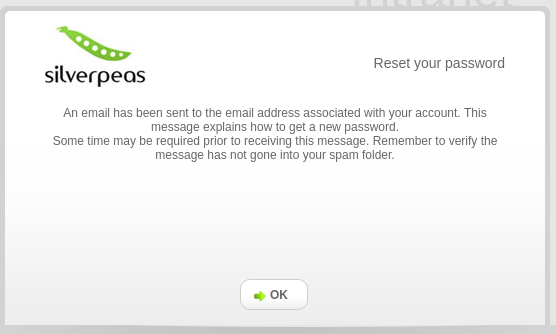 intranet
silverpeas
Reset your password
An email has been sent to the email address associated with your account. This
message explains how to get a new password.
Some time may be required prior to receiving this message. Remember to verify the
message has not gone into your spam folder.
OK